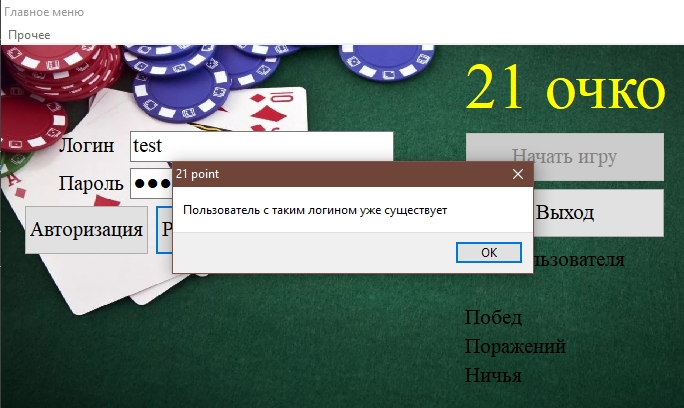 Главное меню
Прочее
21 очко
Логин
test
Начать игру
Пароль
21 point
Пользователь с таким логином уже существует
OK
Авторизация
Выход
Побед
Поражений
Ничья